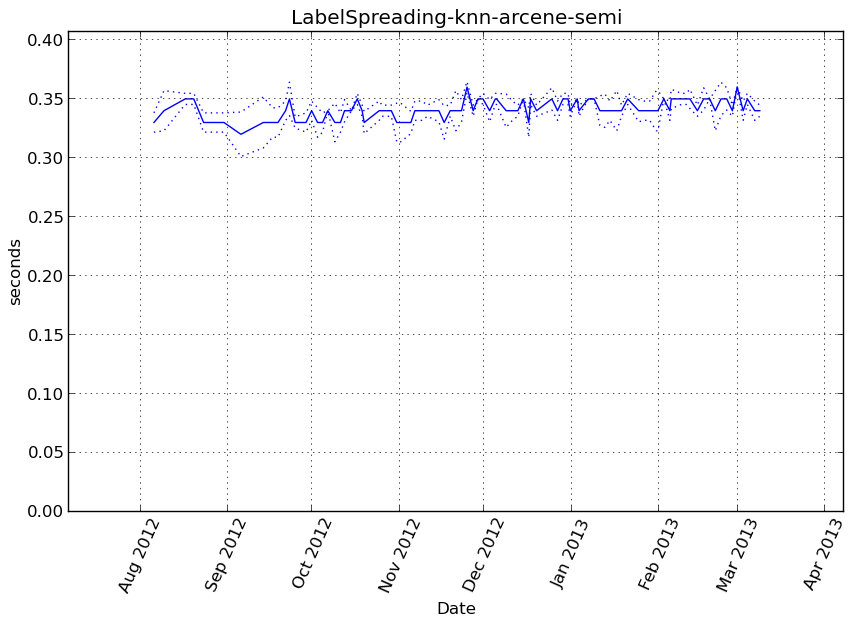 LabelSpreading-knn-arcene-semi
0.40
0.35
0.30
0.25
0.20
0.15
0.10
0.05
0.00
seconds
Aug 2012
Sep 2012
Oct 2012
Nov 2012
Dec 2012
Jan 2013
Feb 2013
Mar 2013
Apr 2013
Date